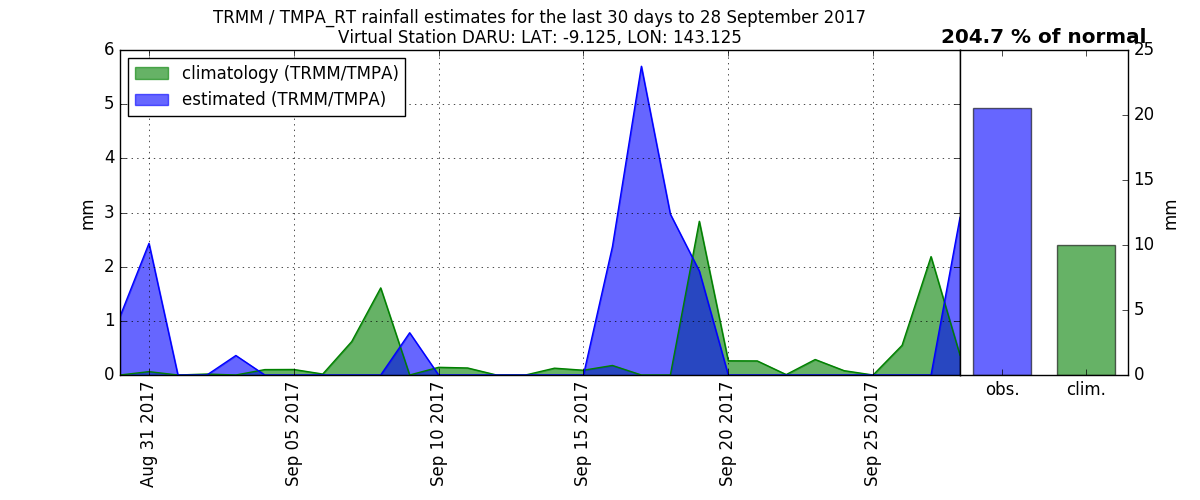 TRMM / TMPA_RT rainfall estimates for the last 30 days to 28 September 2017
Virtual Station DARU: LAT: -9.125, LON: 143.125
204.7 % of normal
climatology (TRMM/TMPA)
estimated (TRMM/TMPA)
6
5
4
3
2
1
0
mm
Aug 31 2017
Sep 05 2017
Sep 10 2017
Sep 15 2017
Sep 20 2017
Sep 25 2017
obs.
clim.
25
20
15
10
5
0
mm